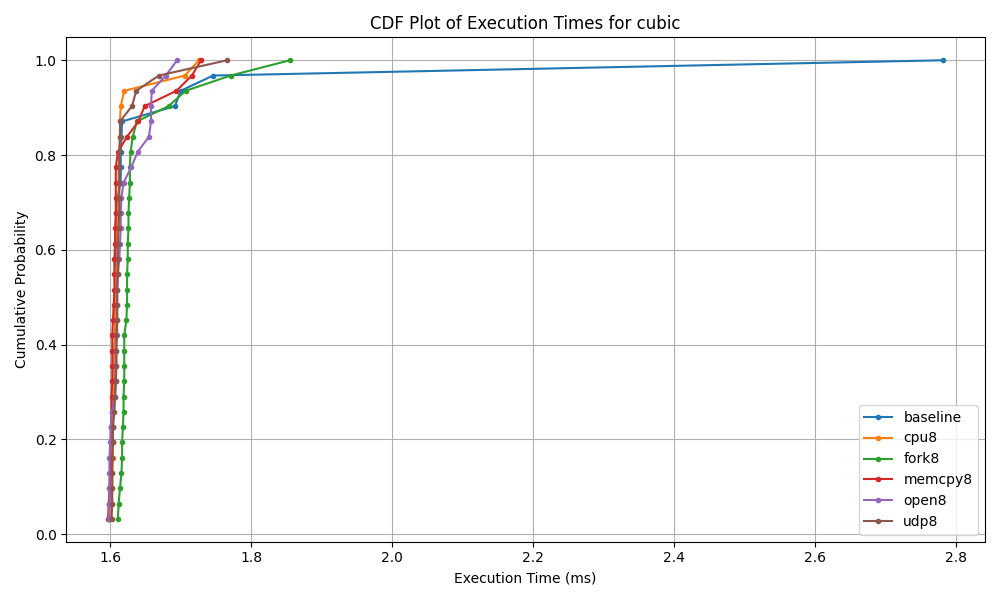 CDF Plot of Execution Times for cubic
Cumulative Probability
1.0
0.8
0.6
0.4
0.2
0.0
1.6 1.8 2.0 2.2 2.4 2.6 2.8
Execution Time (ms)
baseline
cpu8
fork8
memcpy8
open8
udp8